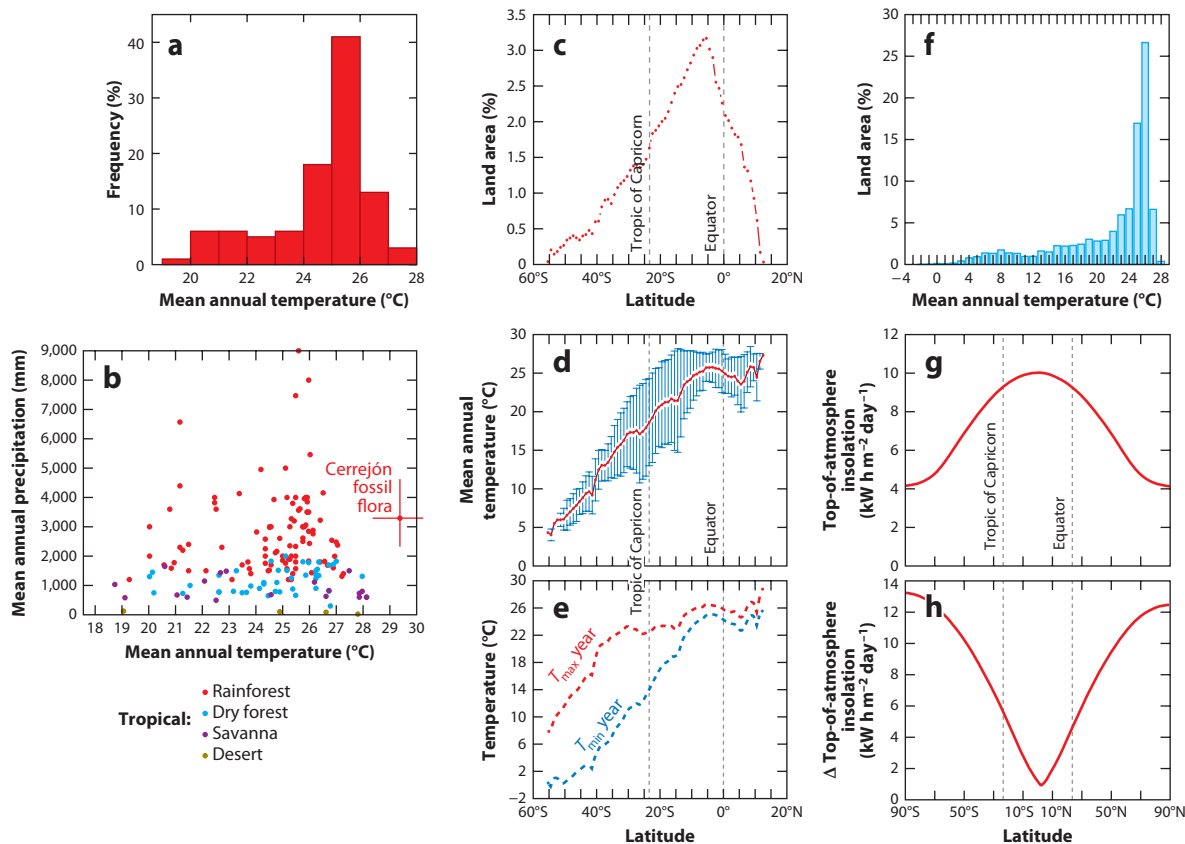 a
Frequency (%)
40
30
20
10
0
20
22
24
26
28
Mean annual temperature (°C)
b
Mean annual precipitation (mm)
9,000
8,000
7,000
6,000
5,000
4,000
3,000
2,000
1,000
0
18 19 20 21 22 23 24 25 26 27 28 29 30
Mean annual temperature (°C)
Cerrejón
fossil
flora
Tropical:
Rainforest
Dry forest
Savanna
Desert
c
Land area (%)
3.5
3.0
2.5
2.0
1.5
1.0
0.5
0
Tropic of Capricorn
Equator
60°S 40°S 20°S 0° 20°N
Latitude
d
Mean annual
temperature (°C)
30
25
20
15
10
5
0
Tropic of Capricorn
Equator
e
Temperature (°C)
30
26
22
18
14
10
6
2
−2
Tmax year
Tmin year
60°S 40°S 20°S 0° 20°N
Latitude
f
Land area (%)
30
25
20
15
10
5
0
−4 0 4 8 12 16 20 24 28
Mean annual temperature (°C)
g
Top-of-atmosphere
insolation
(kW h m−2 day−1)
12
10
8
6
4
2
0
Tropic of Capricorn
Equator
h
Δ Top-of-atmosphere
insolation
(kW h m−2 day−1)
14
12
10
8
6
4
2
0
90°S 50°S 10°S 10°N 50°N 90°N
Latitude